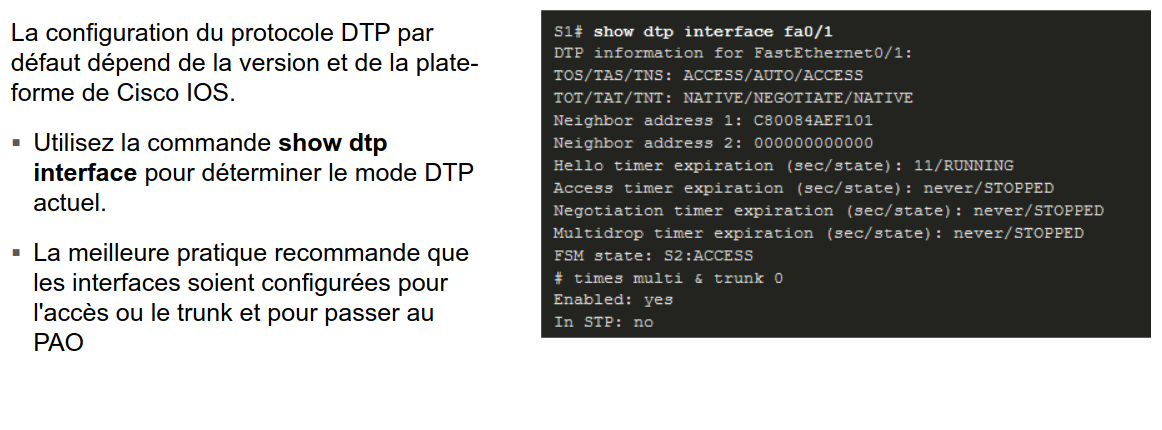 La configuration du protocole DTP par
défaut dépend de la version et de la plate-
forme de Cisco IOS.
▪ Utilisez la commande show dtp
interface pour déterminer le mode DTP
actuel.
▪ La meilleure pratique recommande que
les interfaces soient configurées pour
l'accès ou le trunk et pour passer au
PAO
S1# show dtp interface fa0/1
DTP information for FastEthernet0/1:
TOS/TAS/TNS: ACCESS/AUTO/ACCESS
TOT/TAT/TNT: NATIVE/NEGOTIATE/NATIVE
Neighbor address 1: C80084AEF101
Neighbor address 2: 000000000000
Hello timer expiration (sec/state): 11/RUNNING
Access timer expiration (sec/state): never/STOPPED
Negotiation timer expiration (sec/state): never/STOPPED
Multidrop timer expiration (sec/state): never/STOPPED
FSM state: S2:ACCESS
# times multi & trunk 0
Enabled: yes
In STP: no